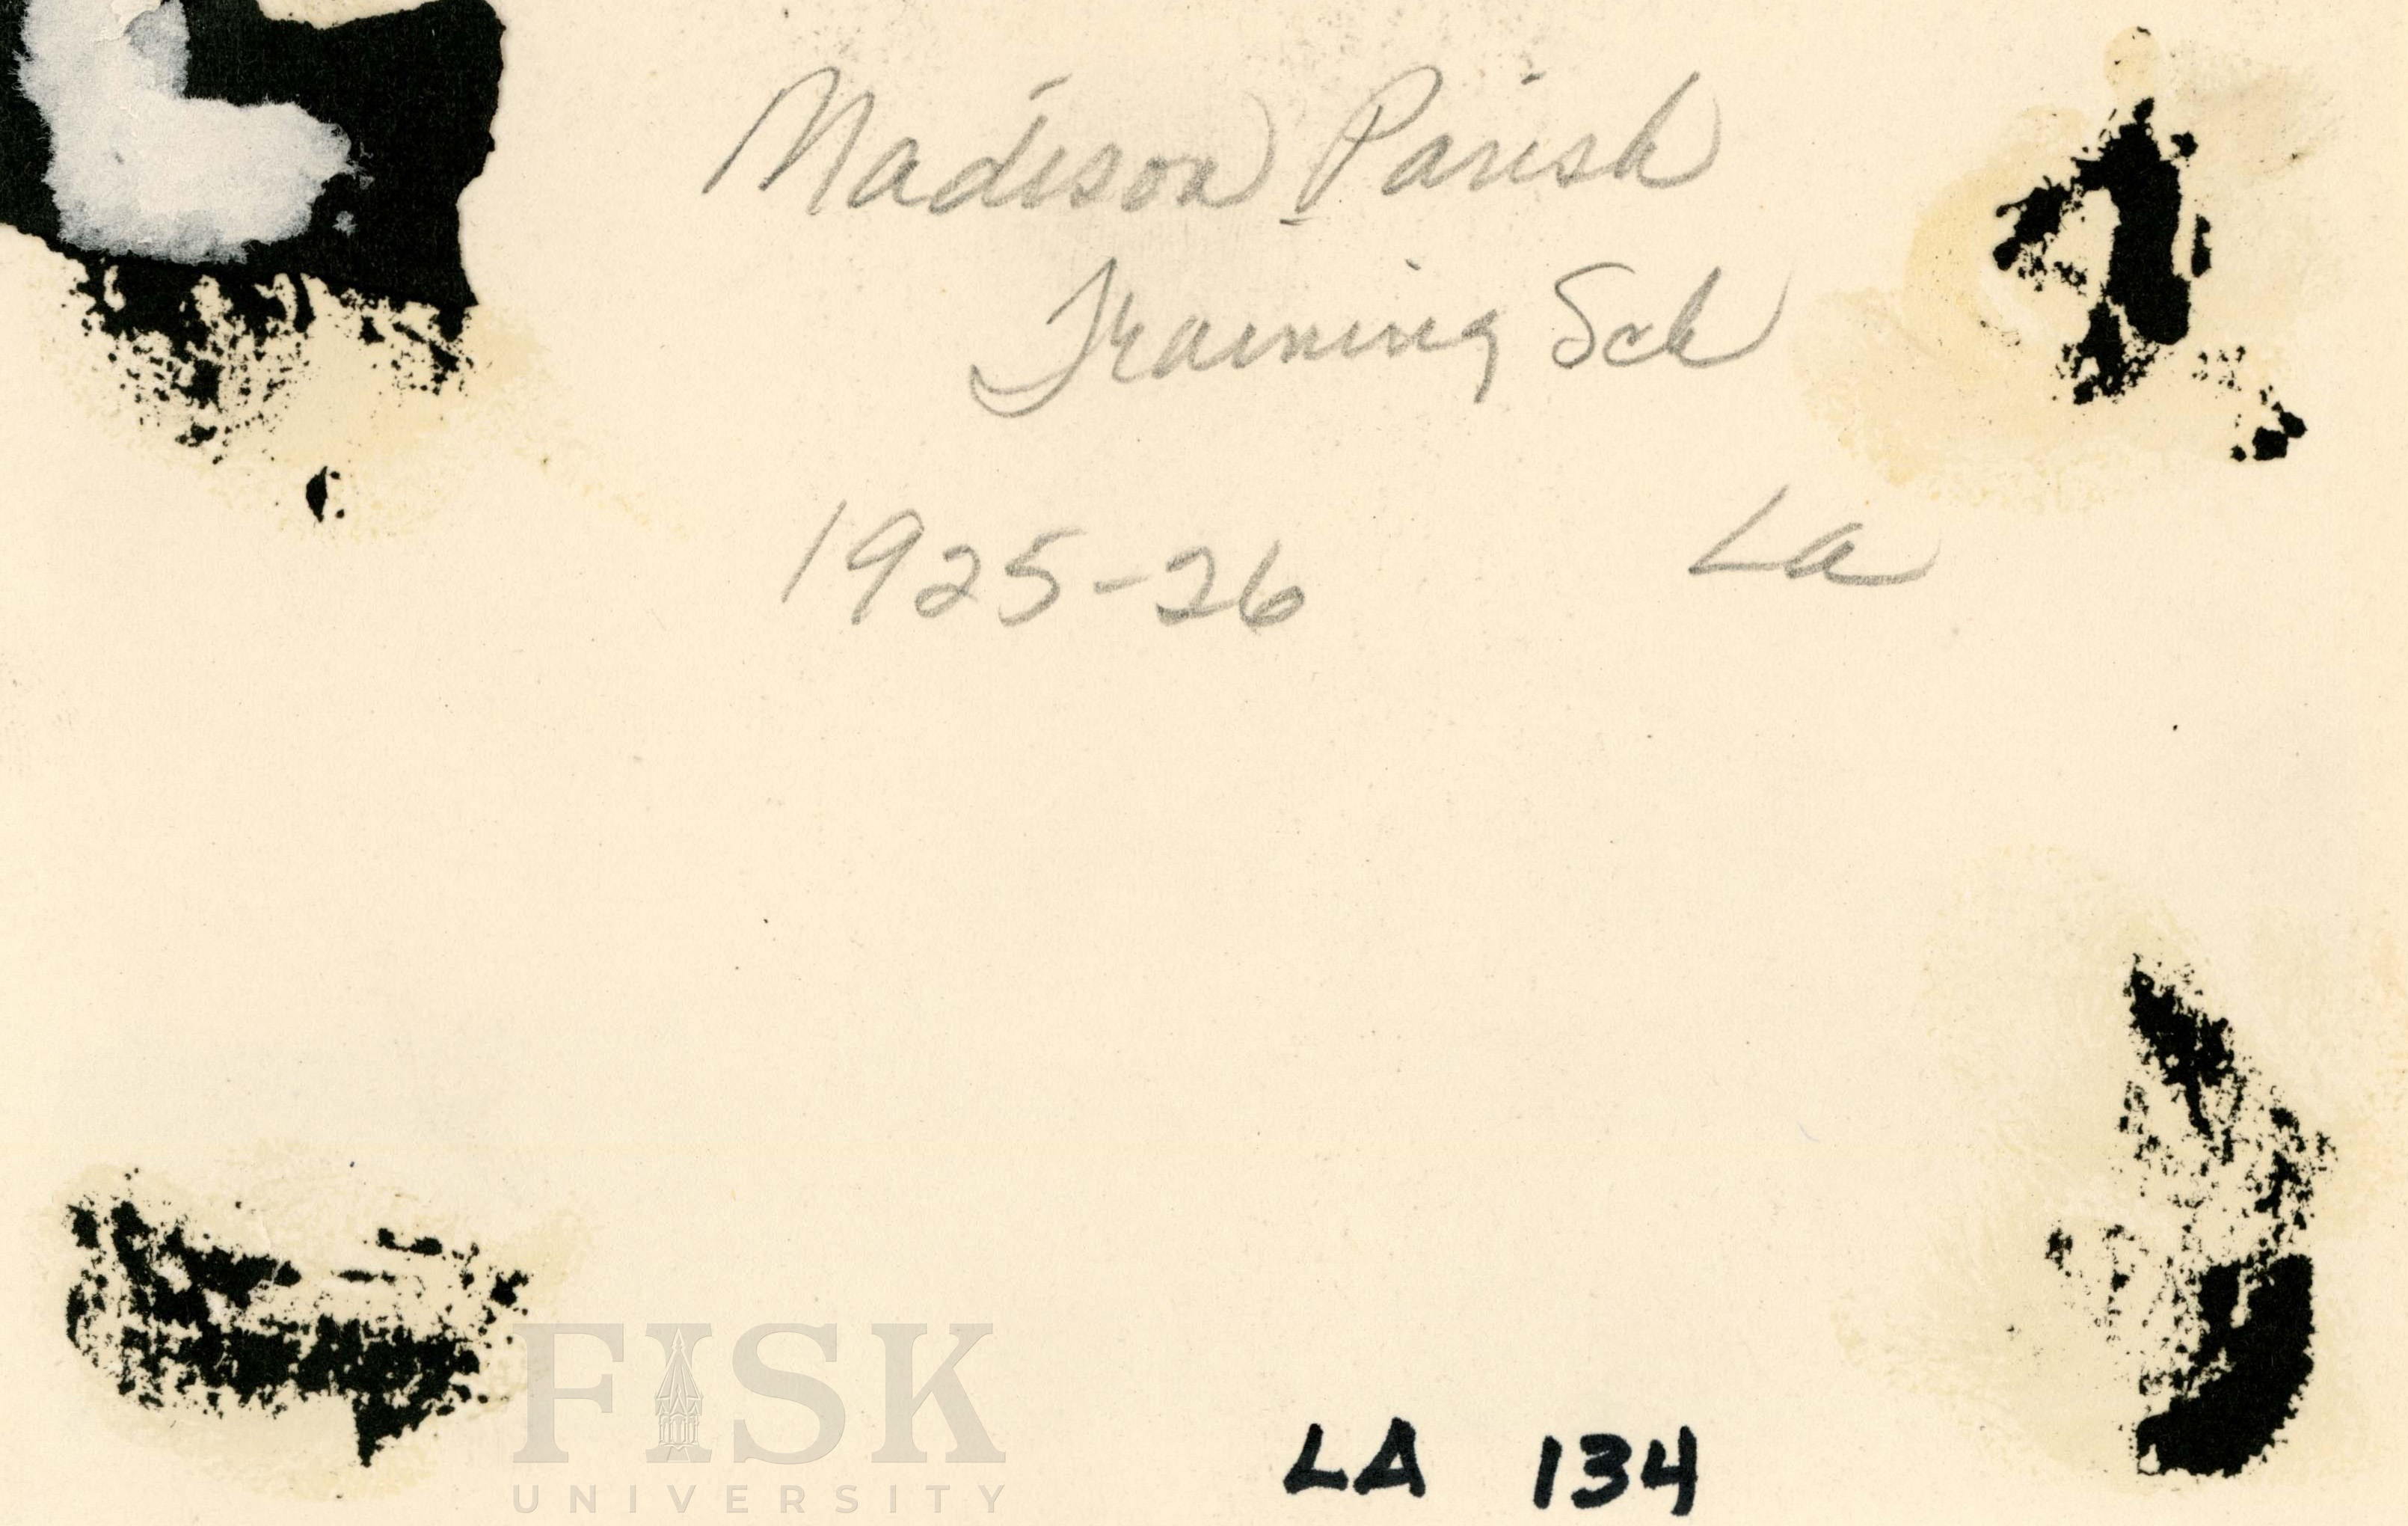 Madison Parish
Training Sch
1925-26 La
FISK
UNIVERSITY
LA 134